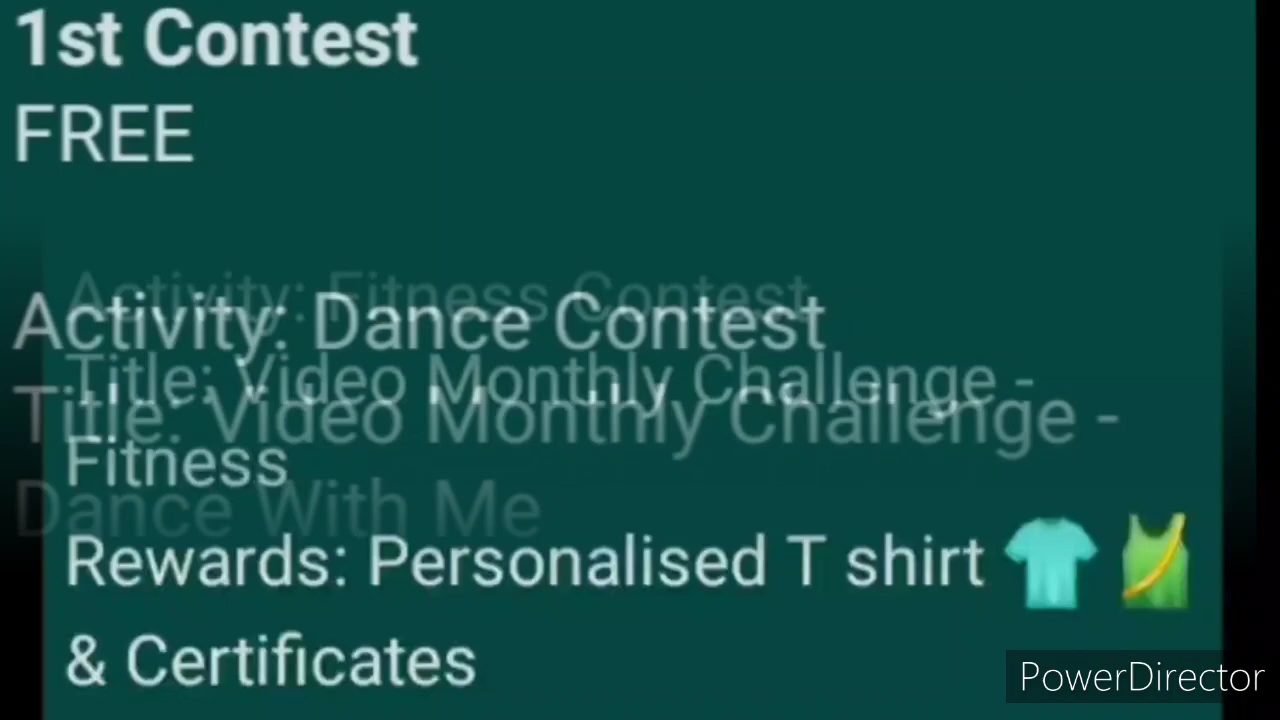 1st Contest
FREE
Activity: Fitness Contest
Activity: Dance Contest
Title: Video Monthly Challenge -
Title: Video Monthly Challenge -
Fitness
Dance With Me
Rewards: Personalised T shirt
& Certificates
PowerDirector